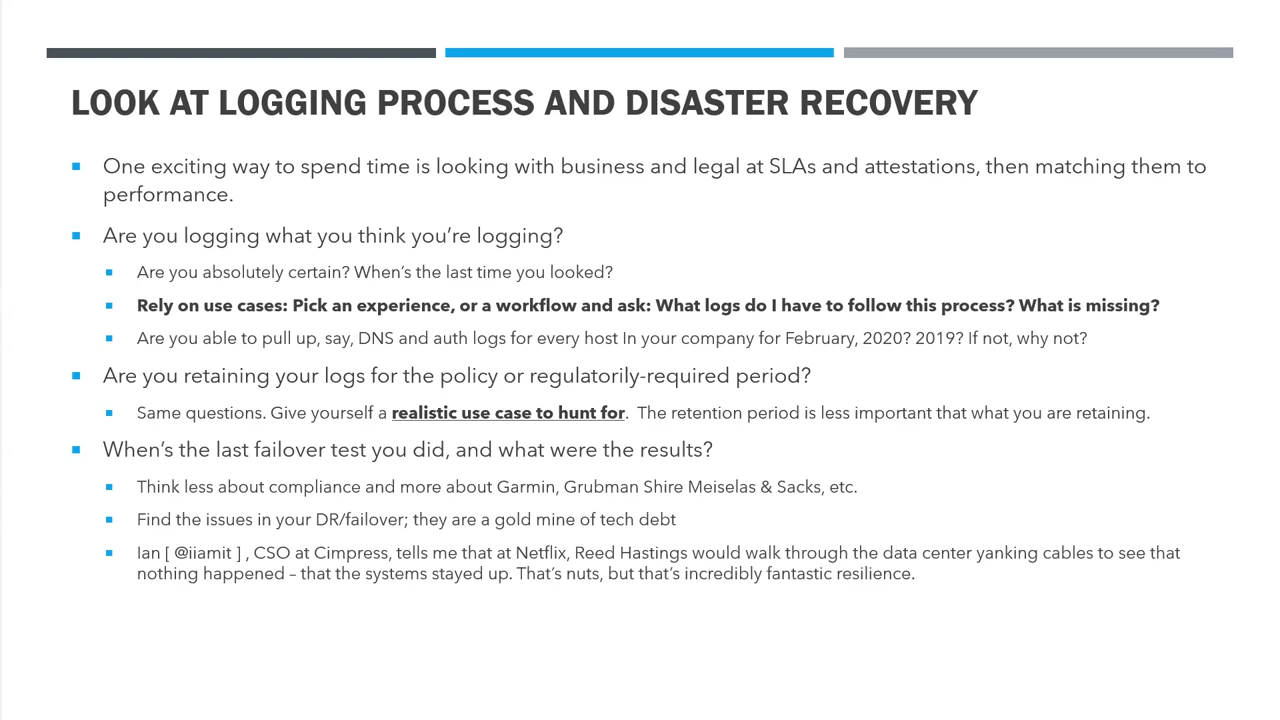 LOOK AT LOGGING PROCESS AND DISASTER RECOVERY
One exciting way to spend time is looking with business and legal at SLAs and attestations, then matching them to
performance.
Are you logging what you think you're logging?
Are you absolutely certain? When's the last time you looked?
Rely on use cases: Pick an experience, or a workflow and ask: What logs do I have to follow this process? What is missing?
Are you able to pull up, say, DNS and auth logs for every host In your company for February, 2020? 2019? If not, why not?
Are you retaining your logs for the policy or regulatorily-required period?
Same questions. Give yourself a realistic use case to hunt for.  The retention period is less important that what you are retaining.
When's the last failover test you did, and what were the results?
Think less about compliance and more about Garmin, Grubman Shire Meiselas & Sacks, etc.
Find the issues in your DR/failover; they are a gold mine of tech debt
Ian [ @iiamit ] , CSO at Cimpress, tells me that at Netflix, Reed Hastings would walk through the data center yanking cables to see that
nothing happened – that the systems stayed up. That's nuts, but that's incredibly fantastic resilience.